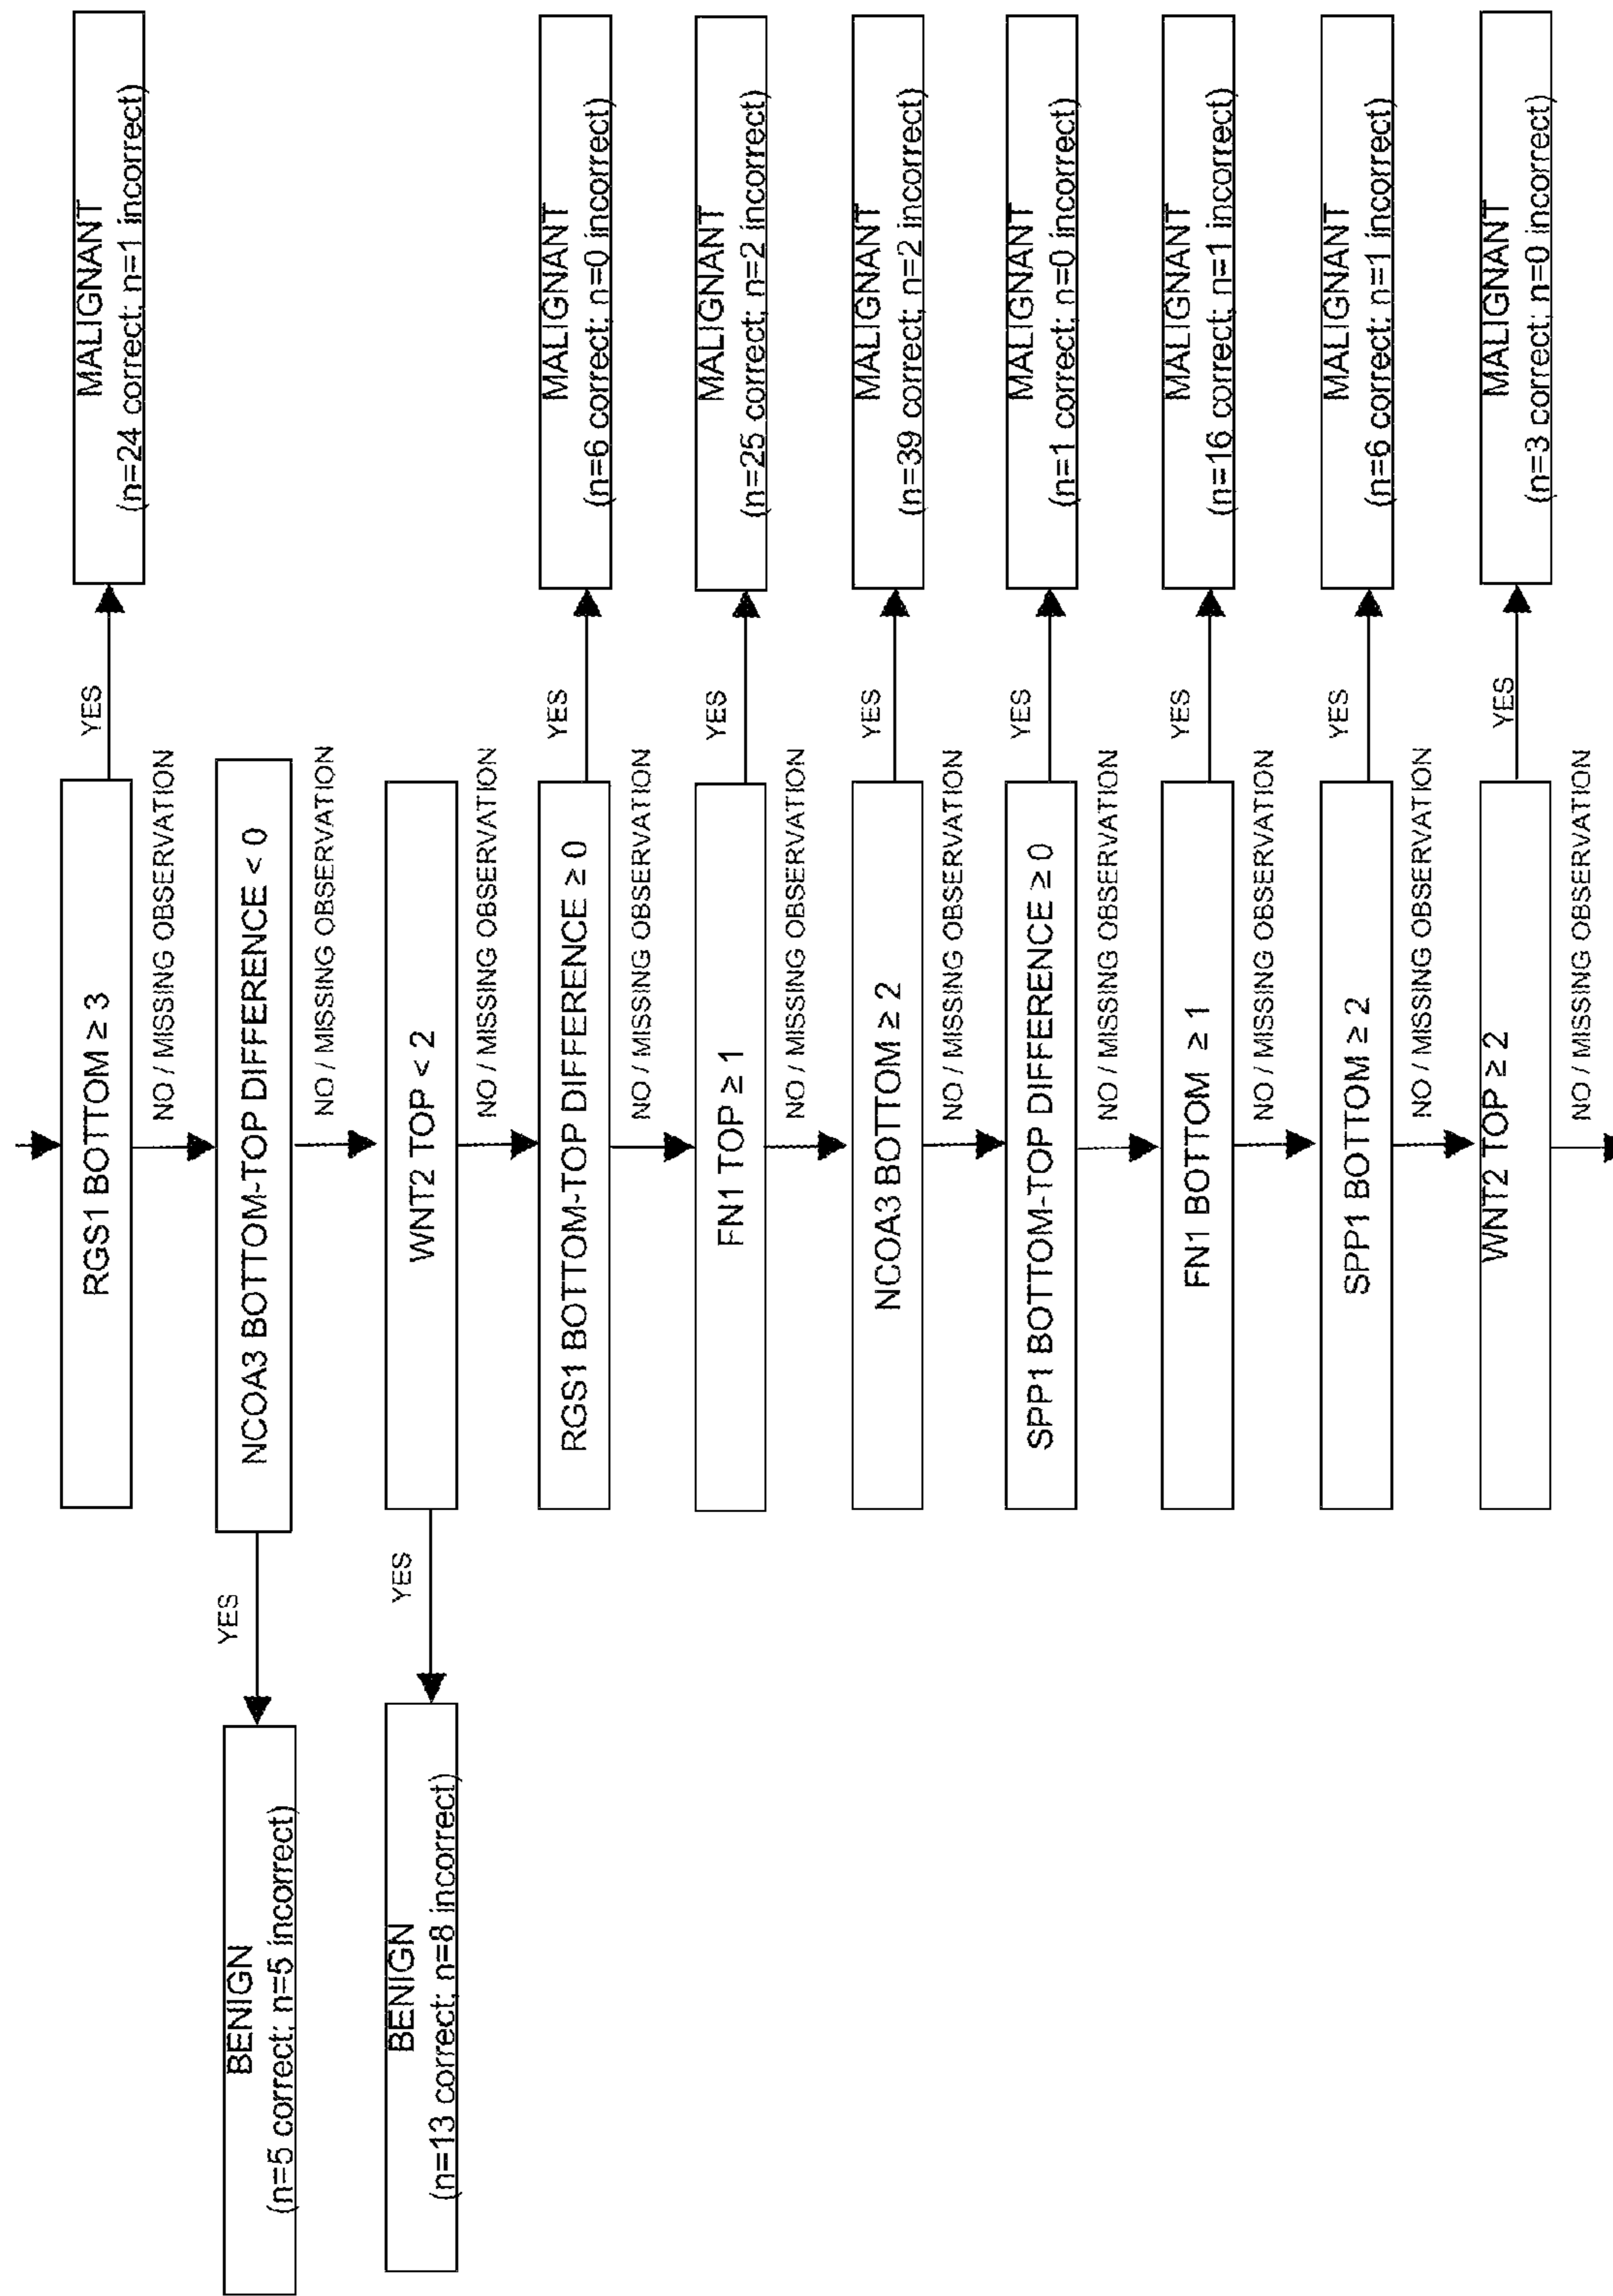 RGS1 BOTTOM ≥ 3
YES
MALIGNANT
(n=24 correct; n=1 incorrect)
NO / MISSING OBSERVATION
NCOA3 BOTTOM-TOP DIFFERENCE < 0
YES
BENIGN
(n=5 correct; n=5 incorrect)
NO / MISSING OBSERVATION
WNT2 TOP < 2
YES
BENIGN
(n=13 correct; n=8 incorrect)
NO / MISSING OBSERVATION
RGS1 BOTTOM-TOP DIFFERENCE ≥ 0
YES
MALIGNANT
(n=6 correct; n=0 incorrect)
NO / MISSING OBSERVATION
FN1 TOP ≥ 1
YES
MALIGNANT
(n=25 correct; n=2 incorrect)
NO / MISSING OBSERVATION
NCOA3 BOTTOM ≥ 2
YES
MALIGNANT
(n=39 correct; n=2 incorrect)
NO / MISSING OBSERVATION
SPP1 BOTTOM-TOP DIFFERENCE ≥ 0
YES
MALIGNANT
(n=1 correct; n=0 incorrect)
NO / MISSING OBSERVATION
FN1 BOTTOM ≥ 1
YES
MALIGNANT
(n=16 correct; n=1 incorrect)
NO / MISSING OBSERVATION
SPP1 BOTTOM ≥ 2
YES
MALIGNANT
(n=6 correct; n=1 incorrect)
NO / MISSING OBSERVATION
WNT2 TOP ≥ 2
YES
MALIGNANT
(n=3 correct; n=0 incorrect)
NO / MISSING OBSERVATION